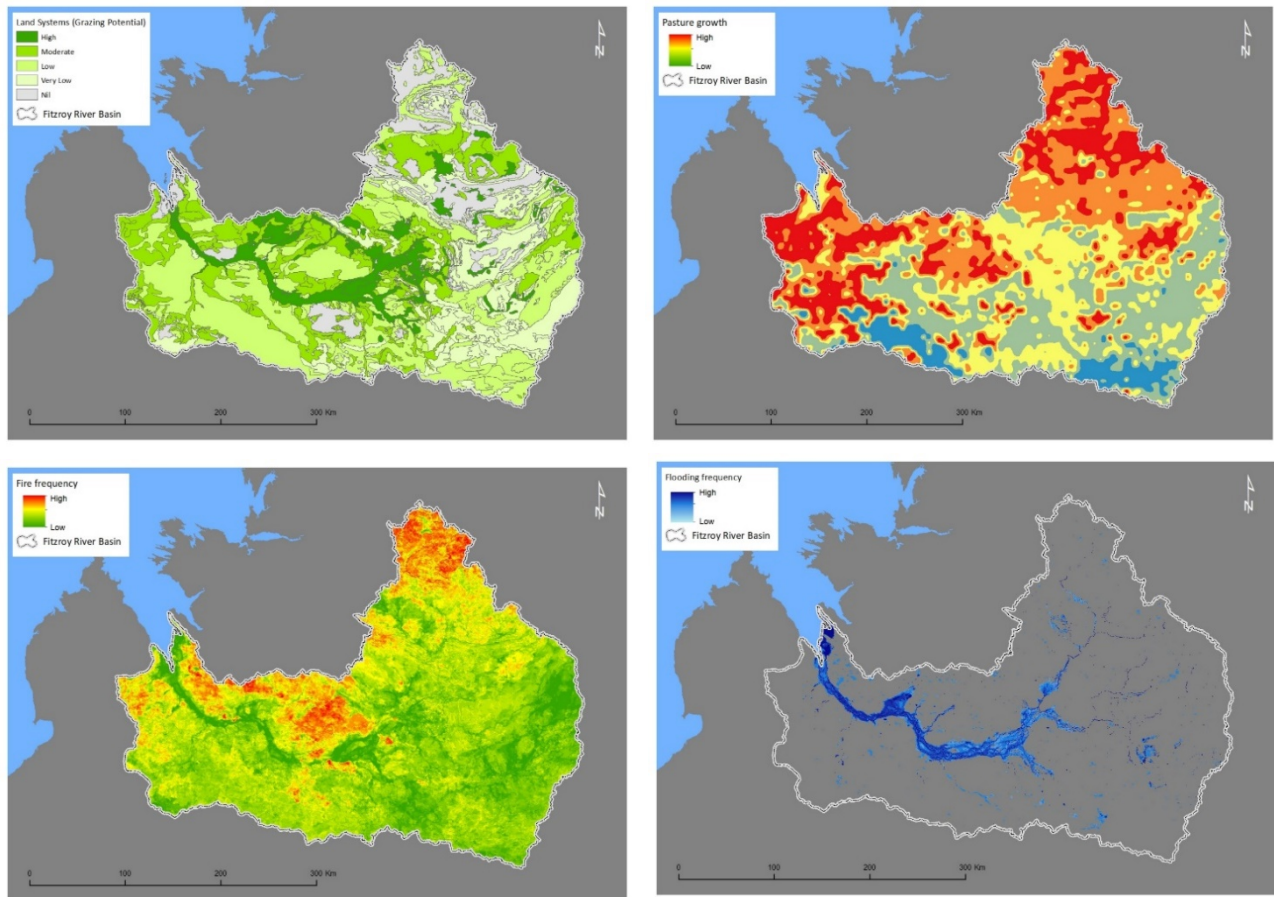 Land Systems (Grazing Potential)
High
Moderate
Low
Very Low
Nil
Fitzroy River Basin
N
0 100 200 300 Km
Pasture growth
High
Low
Fitzroy River Basin
N
0 100 200 300 Km
Fire frequency
High
Low
Fitzroy River Basin
N
0 100 200 300 Km
Flooding frequency
High
Low
Fitzroy River Basin
N
0 100 200 300 Km